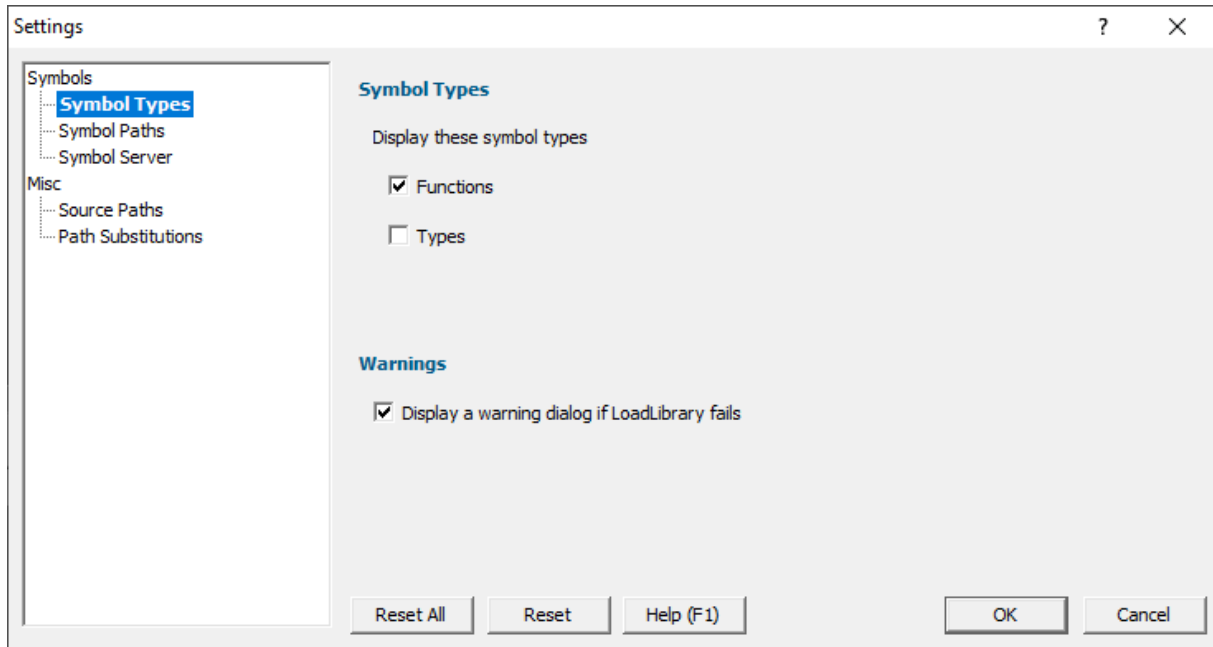 Settings
?
Symbols
Symbol Types
Symbol Paths
Symbol Server
Misc
Source Paths
Path Substitutions
Symbol Types
Display these symbol types
Functions
Types
Warnings
Display a warning dialog if LoadLibrary fails
Reset All
Reset
Help (F1)
OK
Cancel